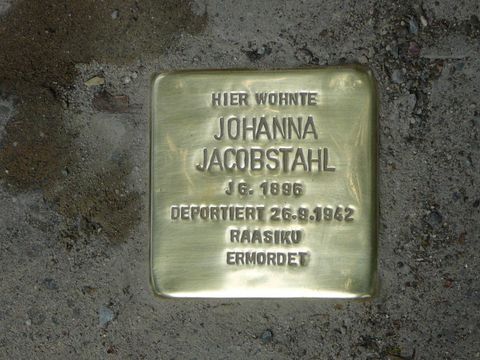 HIER WOHNTE
JOHANNA
JACOBSTAHL
JG. 1896
DEPORTIERT 26.9.1942
RAASIKU
ERMORDET